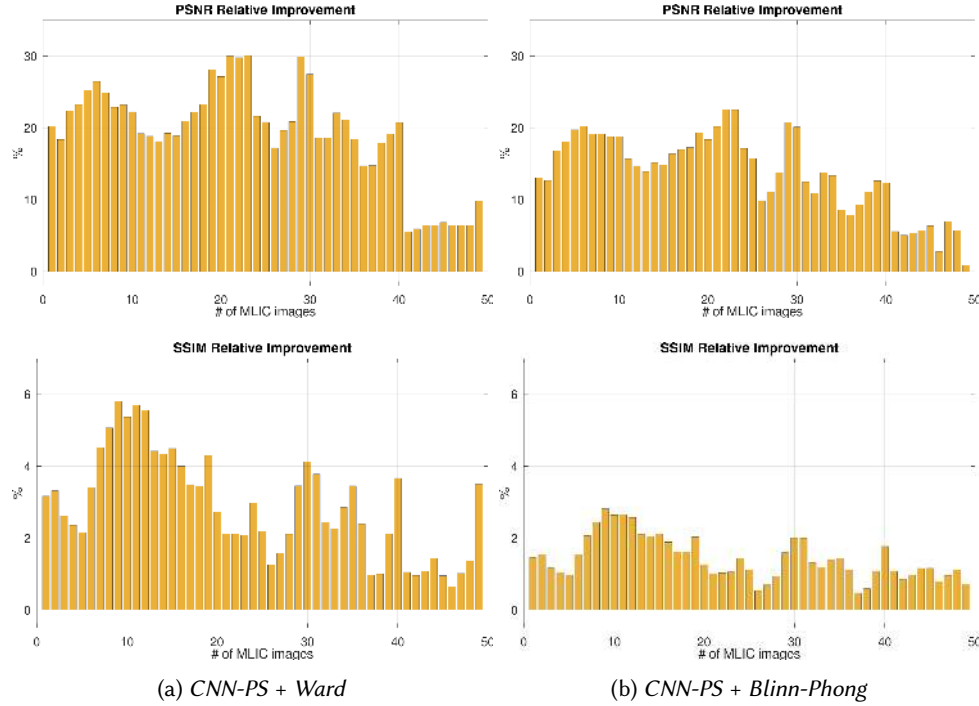 PSNR Relative Improvement
30
20
10
0
%
0 10 20 30 40 50
# of MLIC images
PSNR Relative Improvement
30
20
10
0
%
0 10 20 30 40 50
# of MLIC images
SSIM Relative Improvement
6
4
2
0
%
0 10 20 30 40 50
# of MLIC images
SSIM Relative Improvement
6
4
2
0
%
0 10 20 30 40 50
# of MLIC images
(a) CNN-PS + Ward
(b) CNN-PS + Blinn-Phong